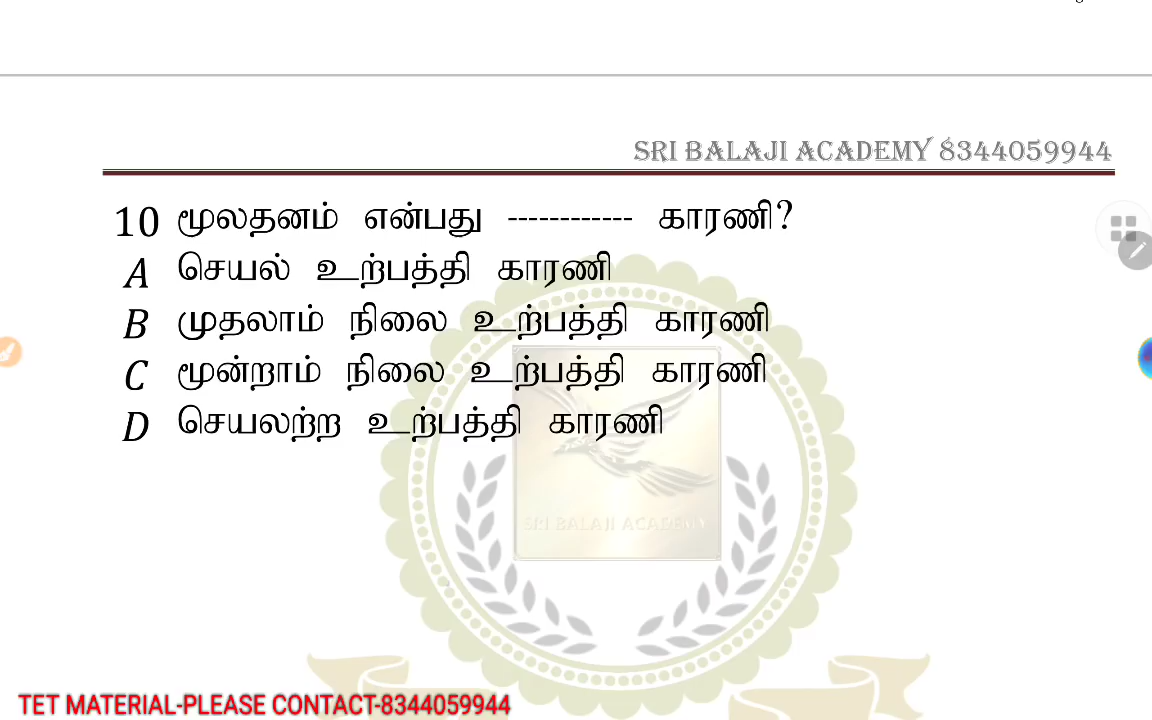 SRI BALAJI ACADEMY 8344059944
10 மூலதனம் என்பது ------------ காரணி?
A செயல் உற்பத்தி காரணி
B முதலாம் நிலை உற்பத்தி காரணி
C மூன்றாம் நிலை உற்பத்தி காரணி
D செயலற்ற உற்பத்தி காரணி
SRI BALAJI ACADEMY
TET MATERIAL-PLEASE CONTACT-8344059944